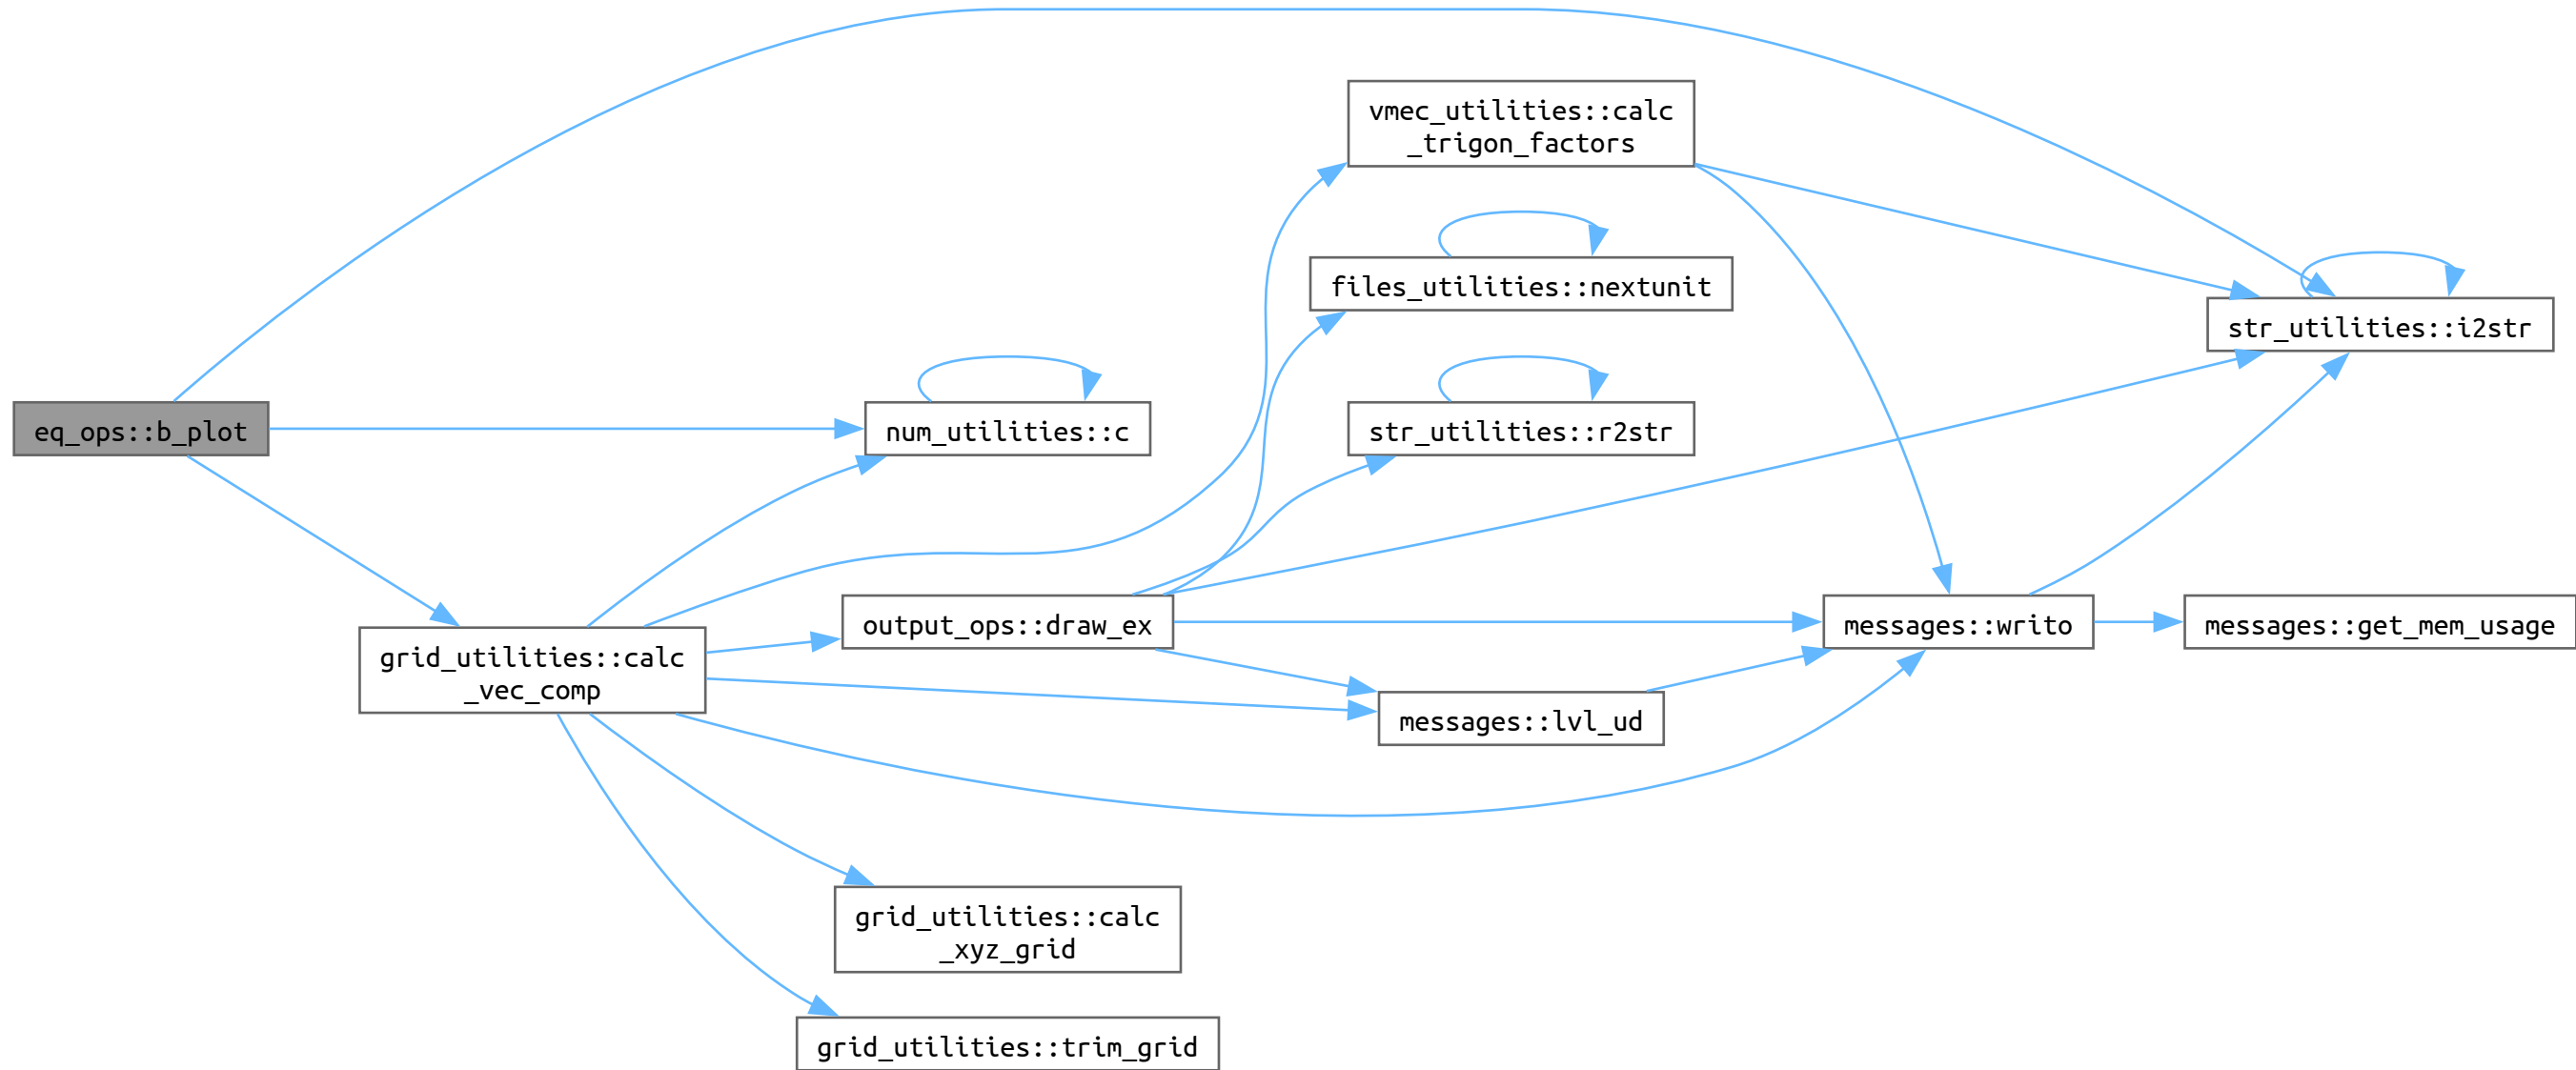 vmec_utilities::calc
_trigon_factors
files_utilities::nextunit
str_utilities::i2str
eq_ops::b_plot
num_utilities::c
str_utilities::r2str
output_ops::draw_ex
messages::writo
messages::get_mem_usage
grid_utilities::calc
_vec_comp
messages::lvl_ud
grid_utilities::calc
_xyz_grid
grid_utilities::trim_grid